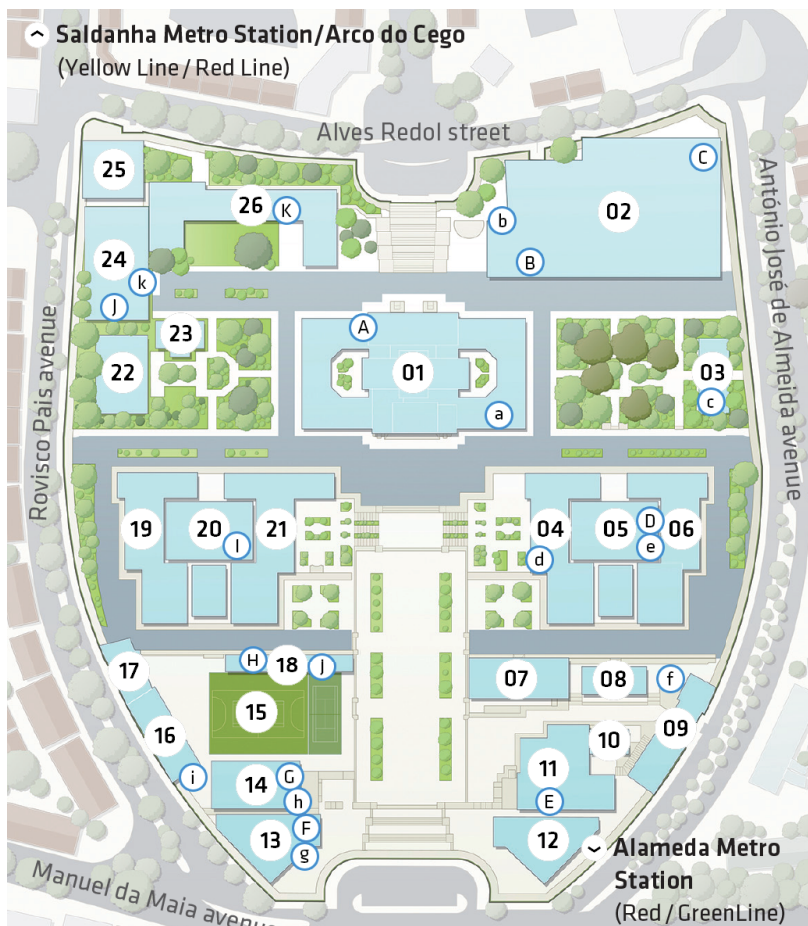 Saldanha Metro Station/Arco do Cego
(Yellow Line / Red Line)
Alves Redol street
António José de Almeida avenue
Rovisco Páis avenue
25
26
K
C
b
02
B
24
k
J
23
22
A
01
a
03
c
19
20
I
21
04
d
05
D
e
06
17
H
18
J
15
16
i
14
G
h
13
F
g
07
08
f
09
10
11
E
12
Alameda Metro
Station
(Red / GreenLine)
Manuel da Maia avenue